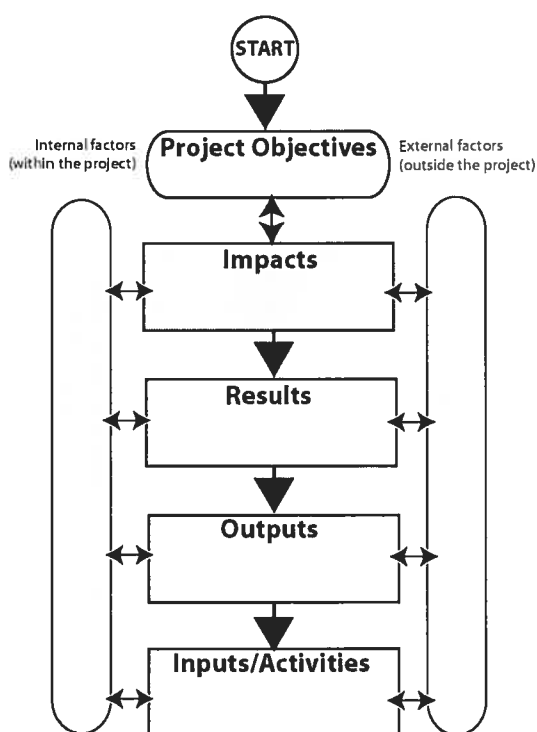 START
Project Objectives
Internal factors
(within the project)
External factors
(outside the project)
Impacts
Results
Outputs
Inputs/Activities